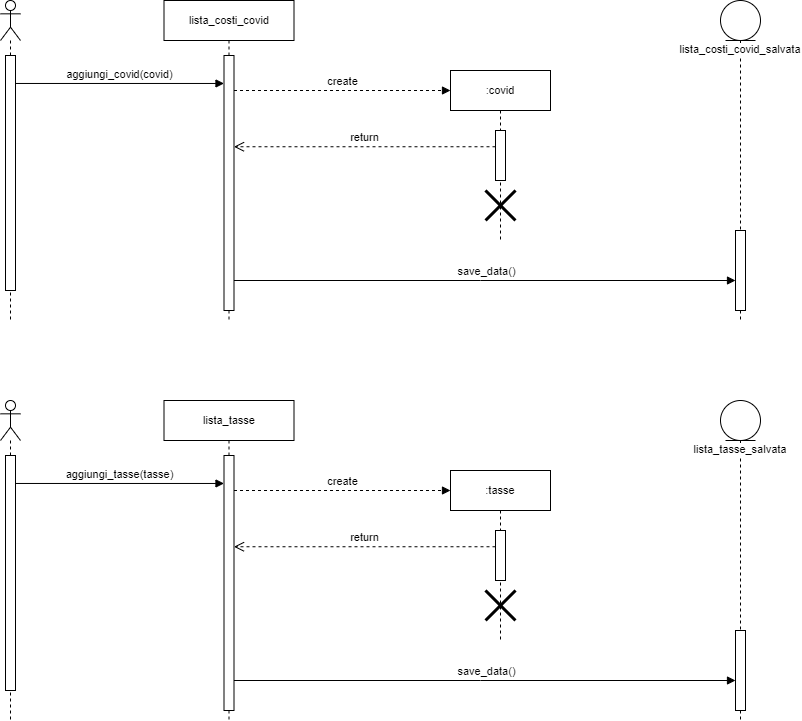 lista_costi_covid
lista_costi_covid_salvata
aggiungi_covid(covid)
create
:covid
return
save_data()
lista_tasse
lista_tasse_salvata
aggiungi_tasse(tasse)
create
:tasse
return
save_data()